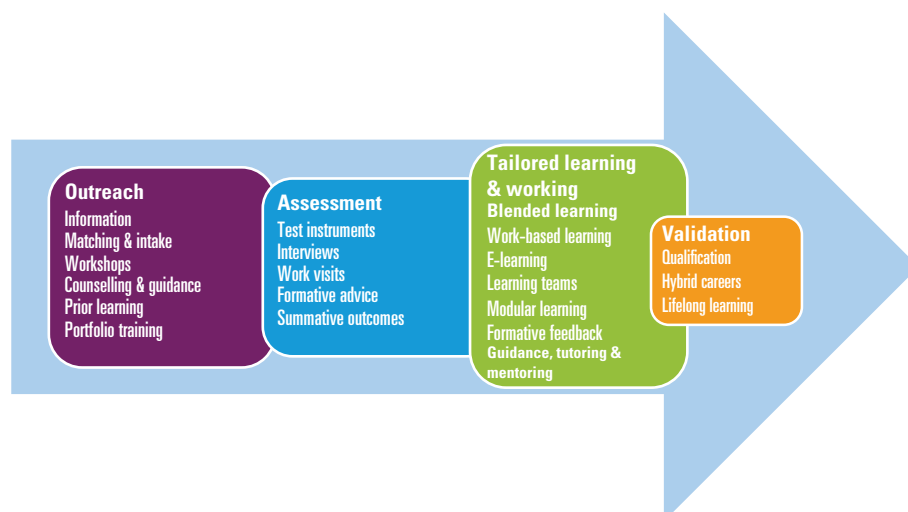 Outreach
Information
Matching & intake
Workshops
Counselling & guidance
Prior learning
Portfolio training
Assessment
Test instruments
Interviews
Work visits
Formative advice
Summative outcomes
Tailored learning
& working
Blended learning
Work-based learning
E-learning
Learning teams
Modular learning
Formative feedback
Guidance, tutoring &
mentoring
Validation
Qualification
Hybrid careers
Lifelong learning